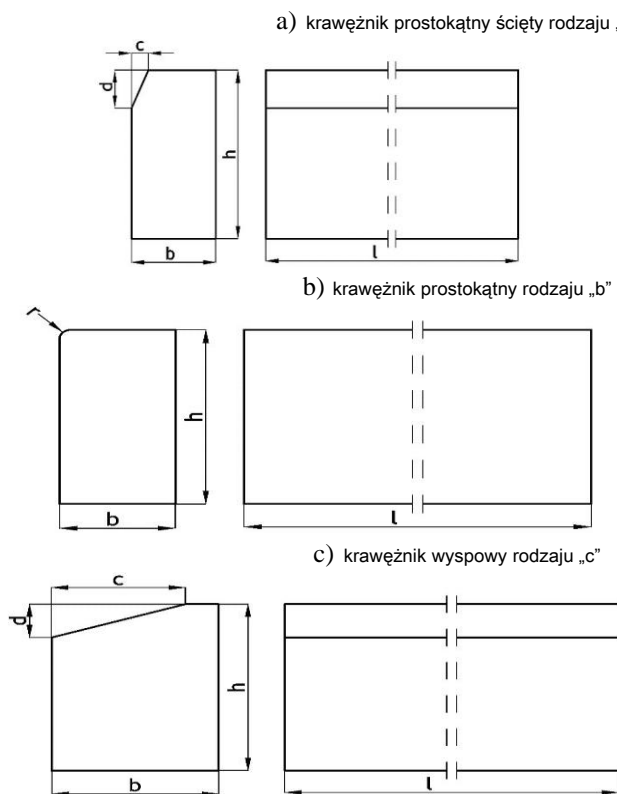 a) krawężnik prostokątny ścięty rodzaju „
c
d
h
b
l
b) krawężnik prostokątny rodzaju „b”
r
h
b
l
c) krawężnik wyspowy rodzaju „c”
c
d
h
b
l